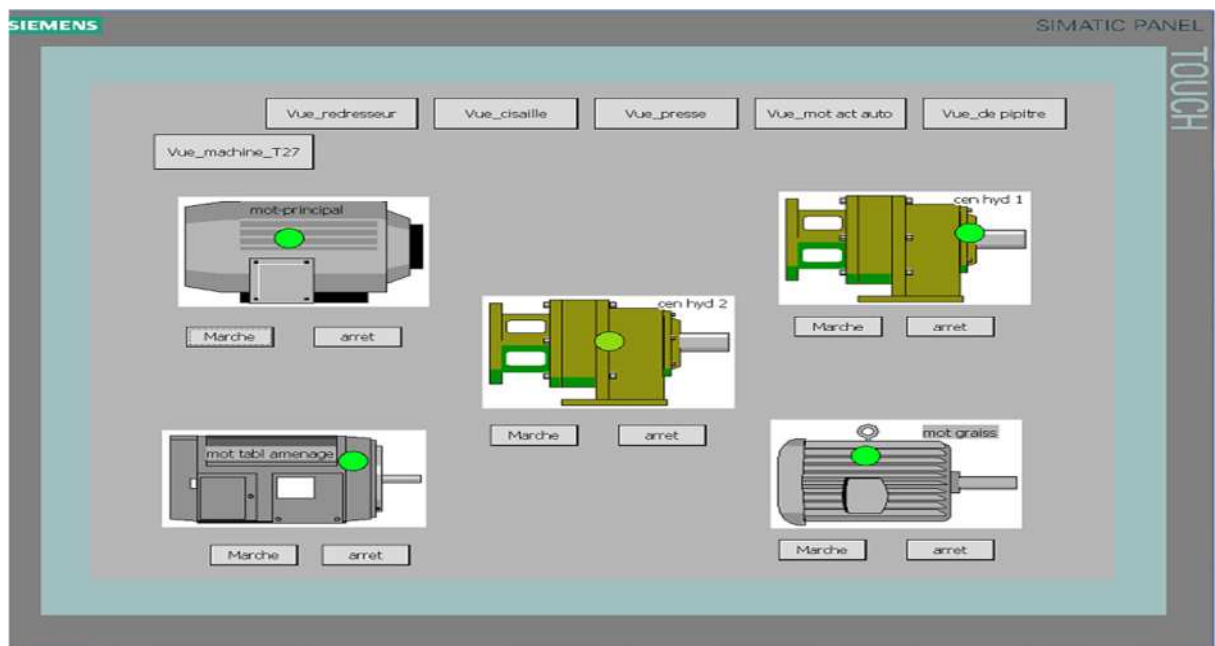 SIEMENS
SIMATIC PANEL
TOUCH
Vue_redresseur
Vue_cisaille
Vue_presse
Vue_mot act auto
Vue_de pipitre
Vue_machine_T27
mot-principal
cen hyd 1
Marche
arret
cen hyd 2
Marche
arret
Marche
arret
mot tabl amenage
mot graiss
Marche
arret
Marche
arret